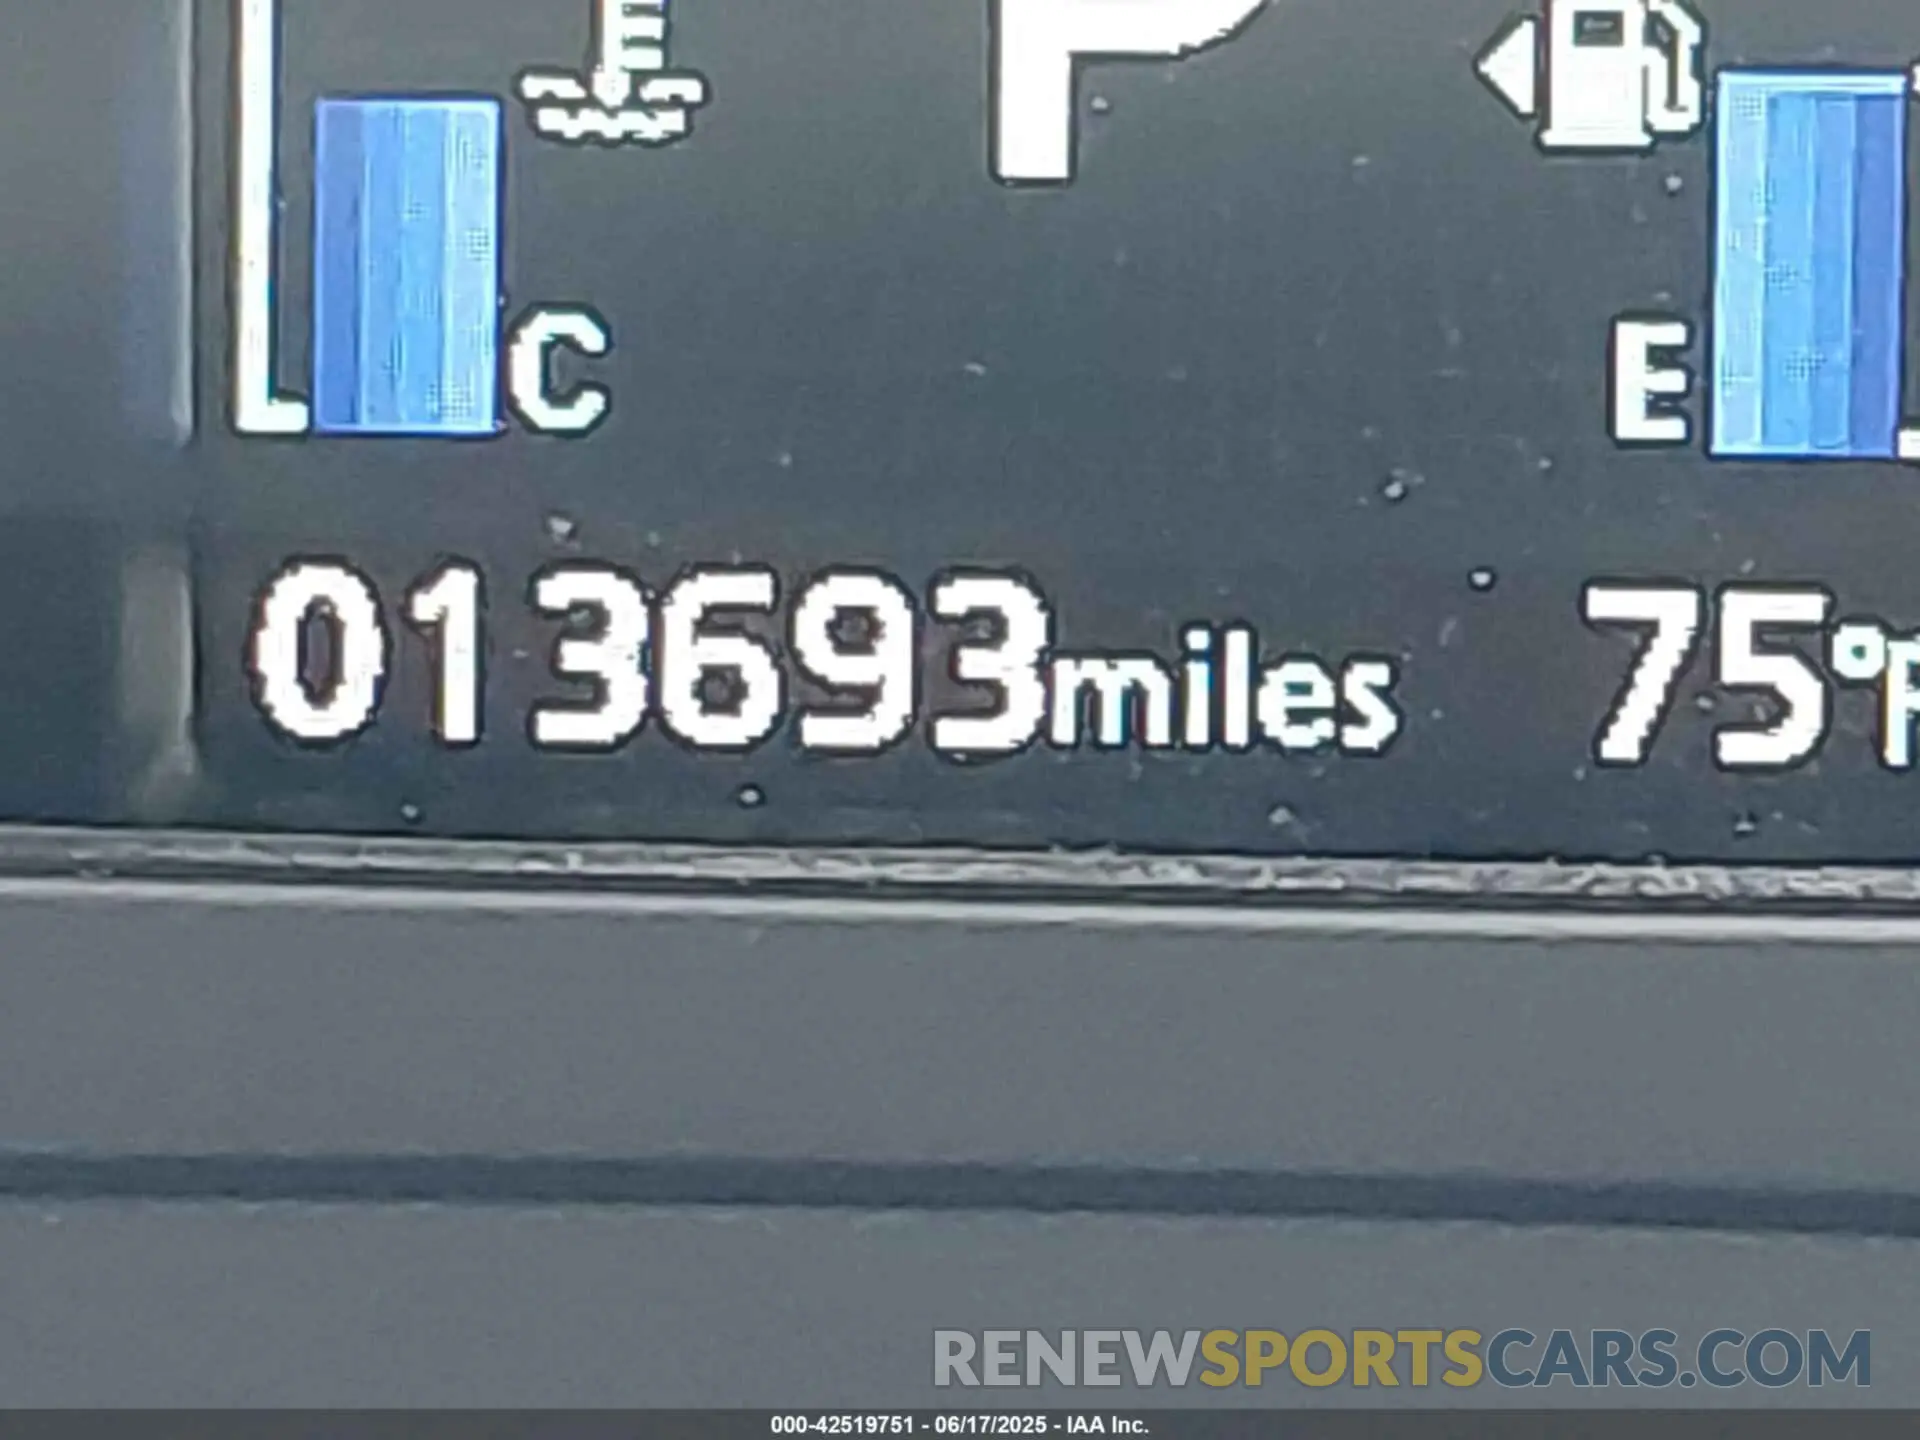 E
P
C
E
013693miles 75°F
RENEWSPORTSCARS.COM
000-42519751 - 06/17/2025 - IAA Inc.